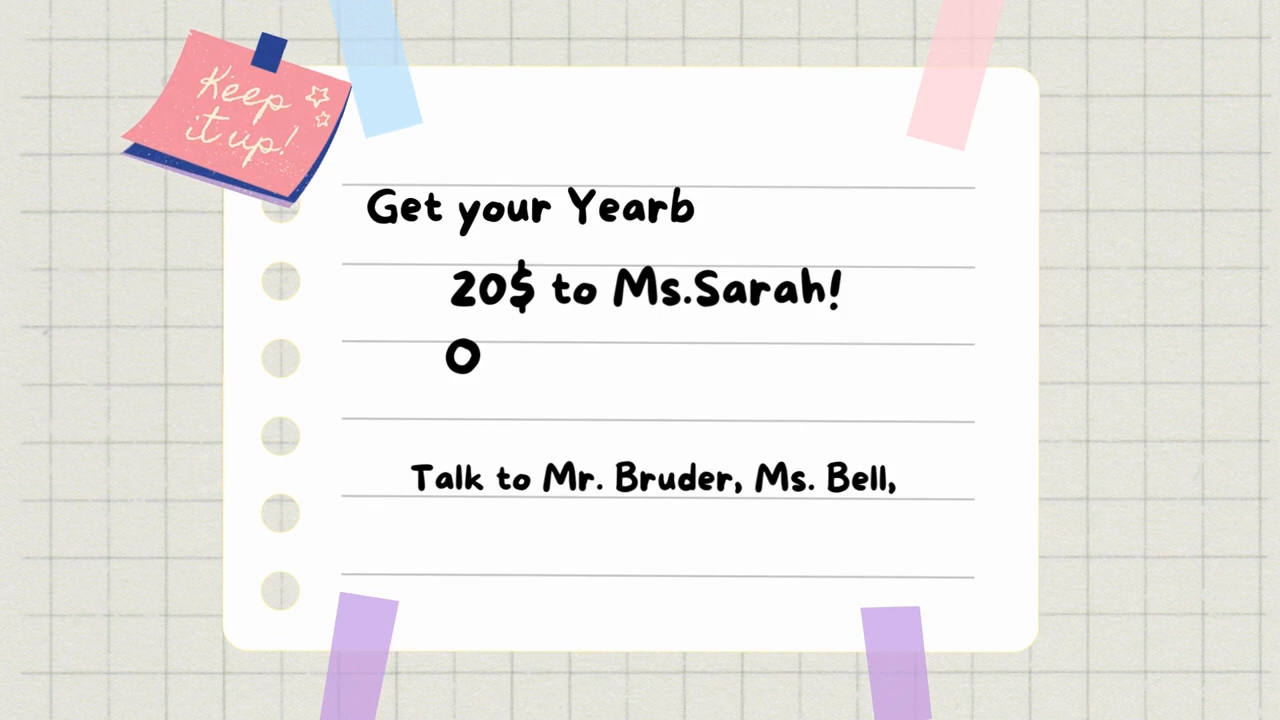 Keep
it up!
Get your Yearb
20$ to Ms.Sarah!
O
Talk to Mr. Bruder, Ms. Bell,